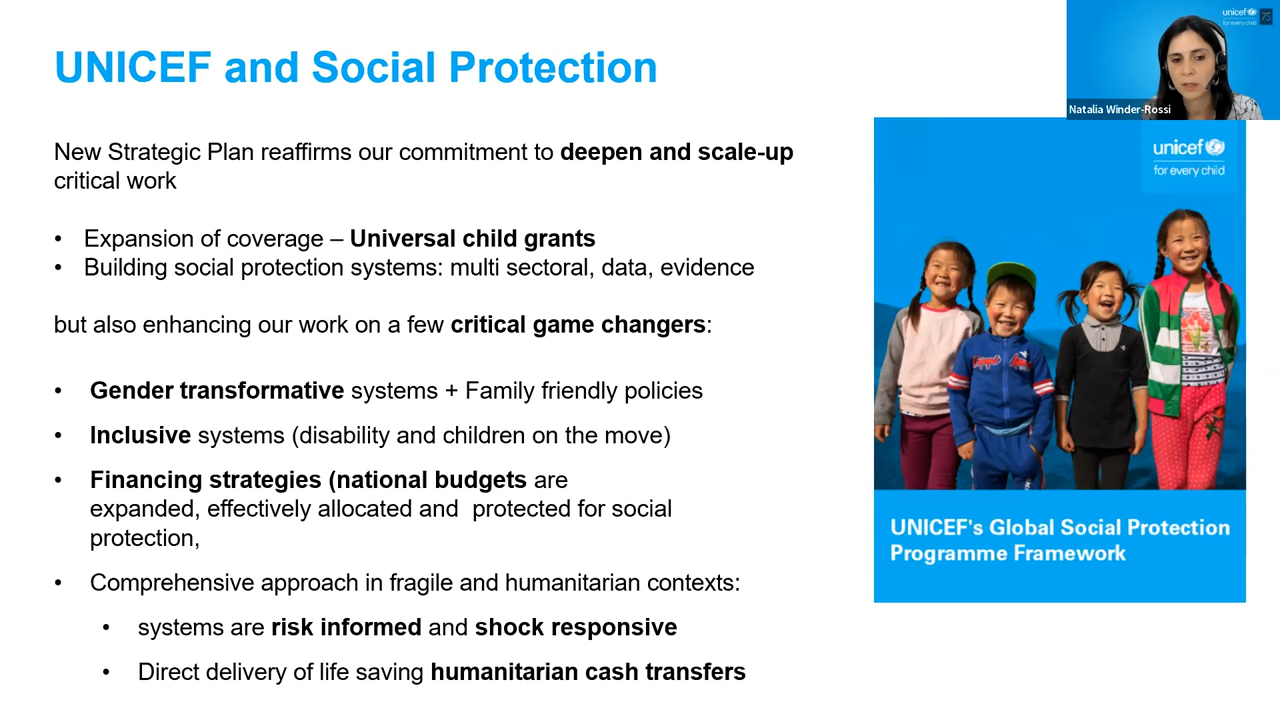 UNICEF and Social Protection
unicef
for every child
75
Natalia Winder-Rossi
New Strategic Plan reaffirms our commitment to deepen and scale-up
critical work
• Expansion of coverage – Universal child grants
• Building social protection systems: multi sectoral, data, evidence
but also enhancing our work on a few critical game changers:
• Gender transformative systems + Family friendly policies
• Inclusive systems (disability and children on the move)
• Financing strategies (national budgets are
expanded, effectively allocated and  protected for social
protection,
• Comprehensive approach in fragile and humanitarian contexts:
• systems are risk informed and shock responsive
• Direct delivery of life saving humanitarian cash transfers
unicef
for every child
UNICEF's Global Social Protection
Programme Framework